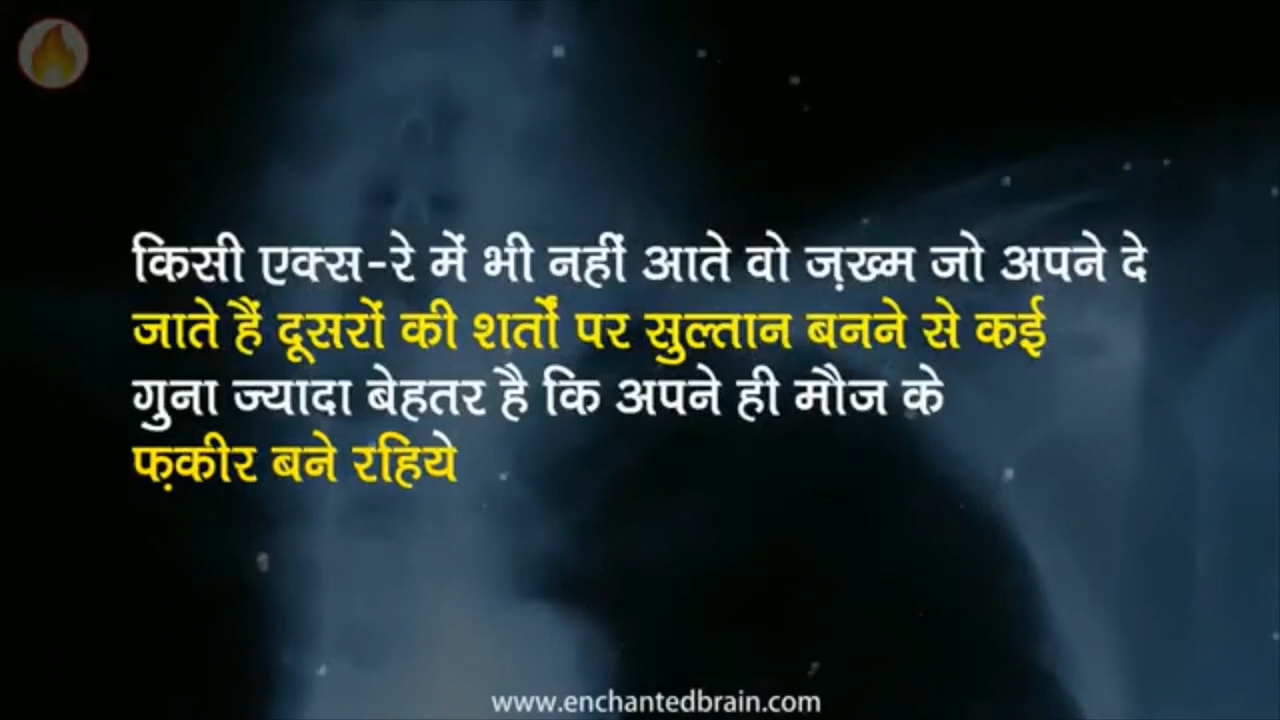 किसी एक्स-रे में भी नहीं आते वो ज़ख्म जो अपने दे
जाते हैं दूसरों की शर्तों पर सुल्तान बनने से कई
गुना ज्यादा बेहतर है कि अपने ही मौज के
फ़कीर बने रहिये
www.enchantedbrain.com